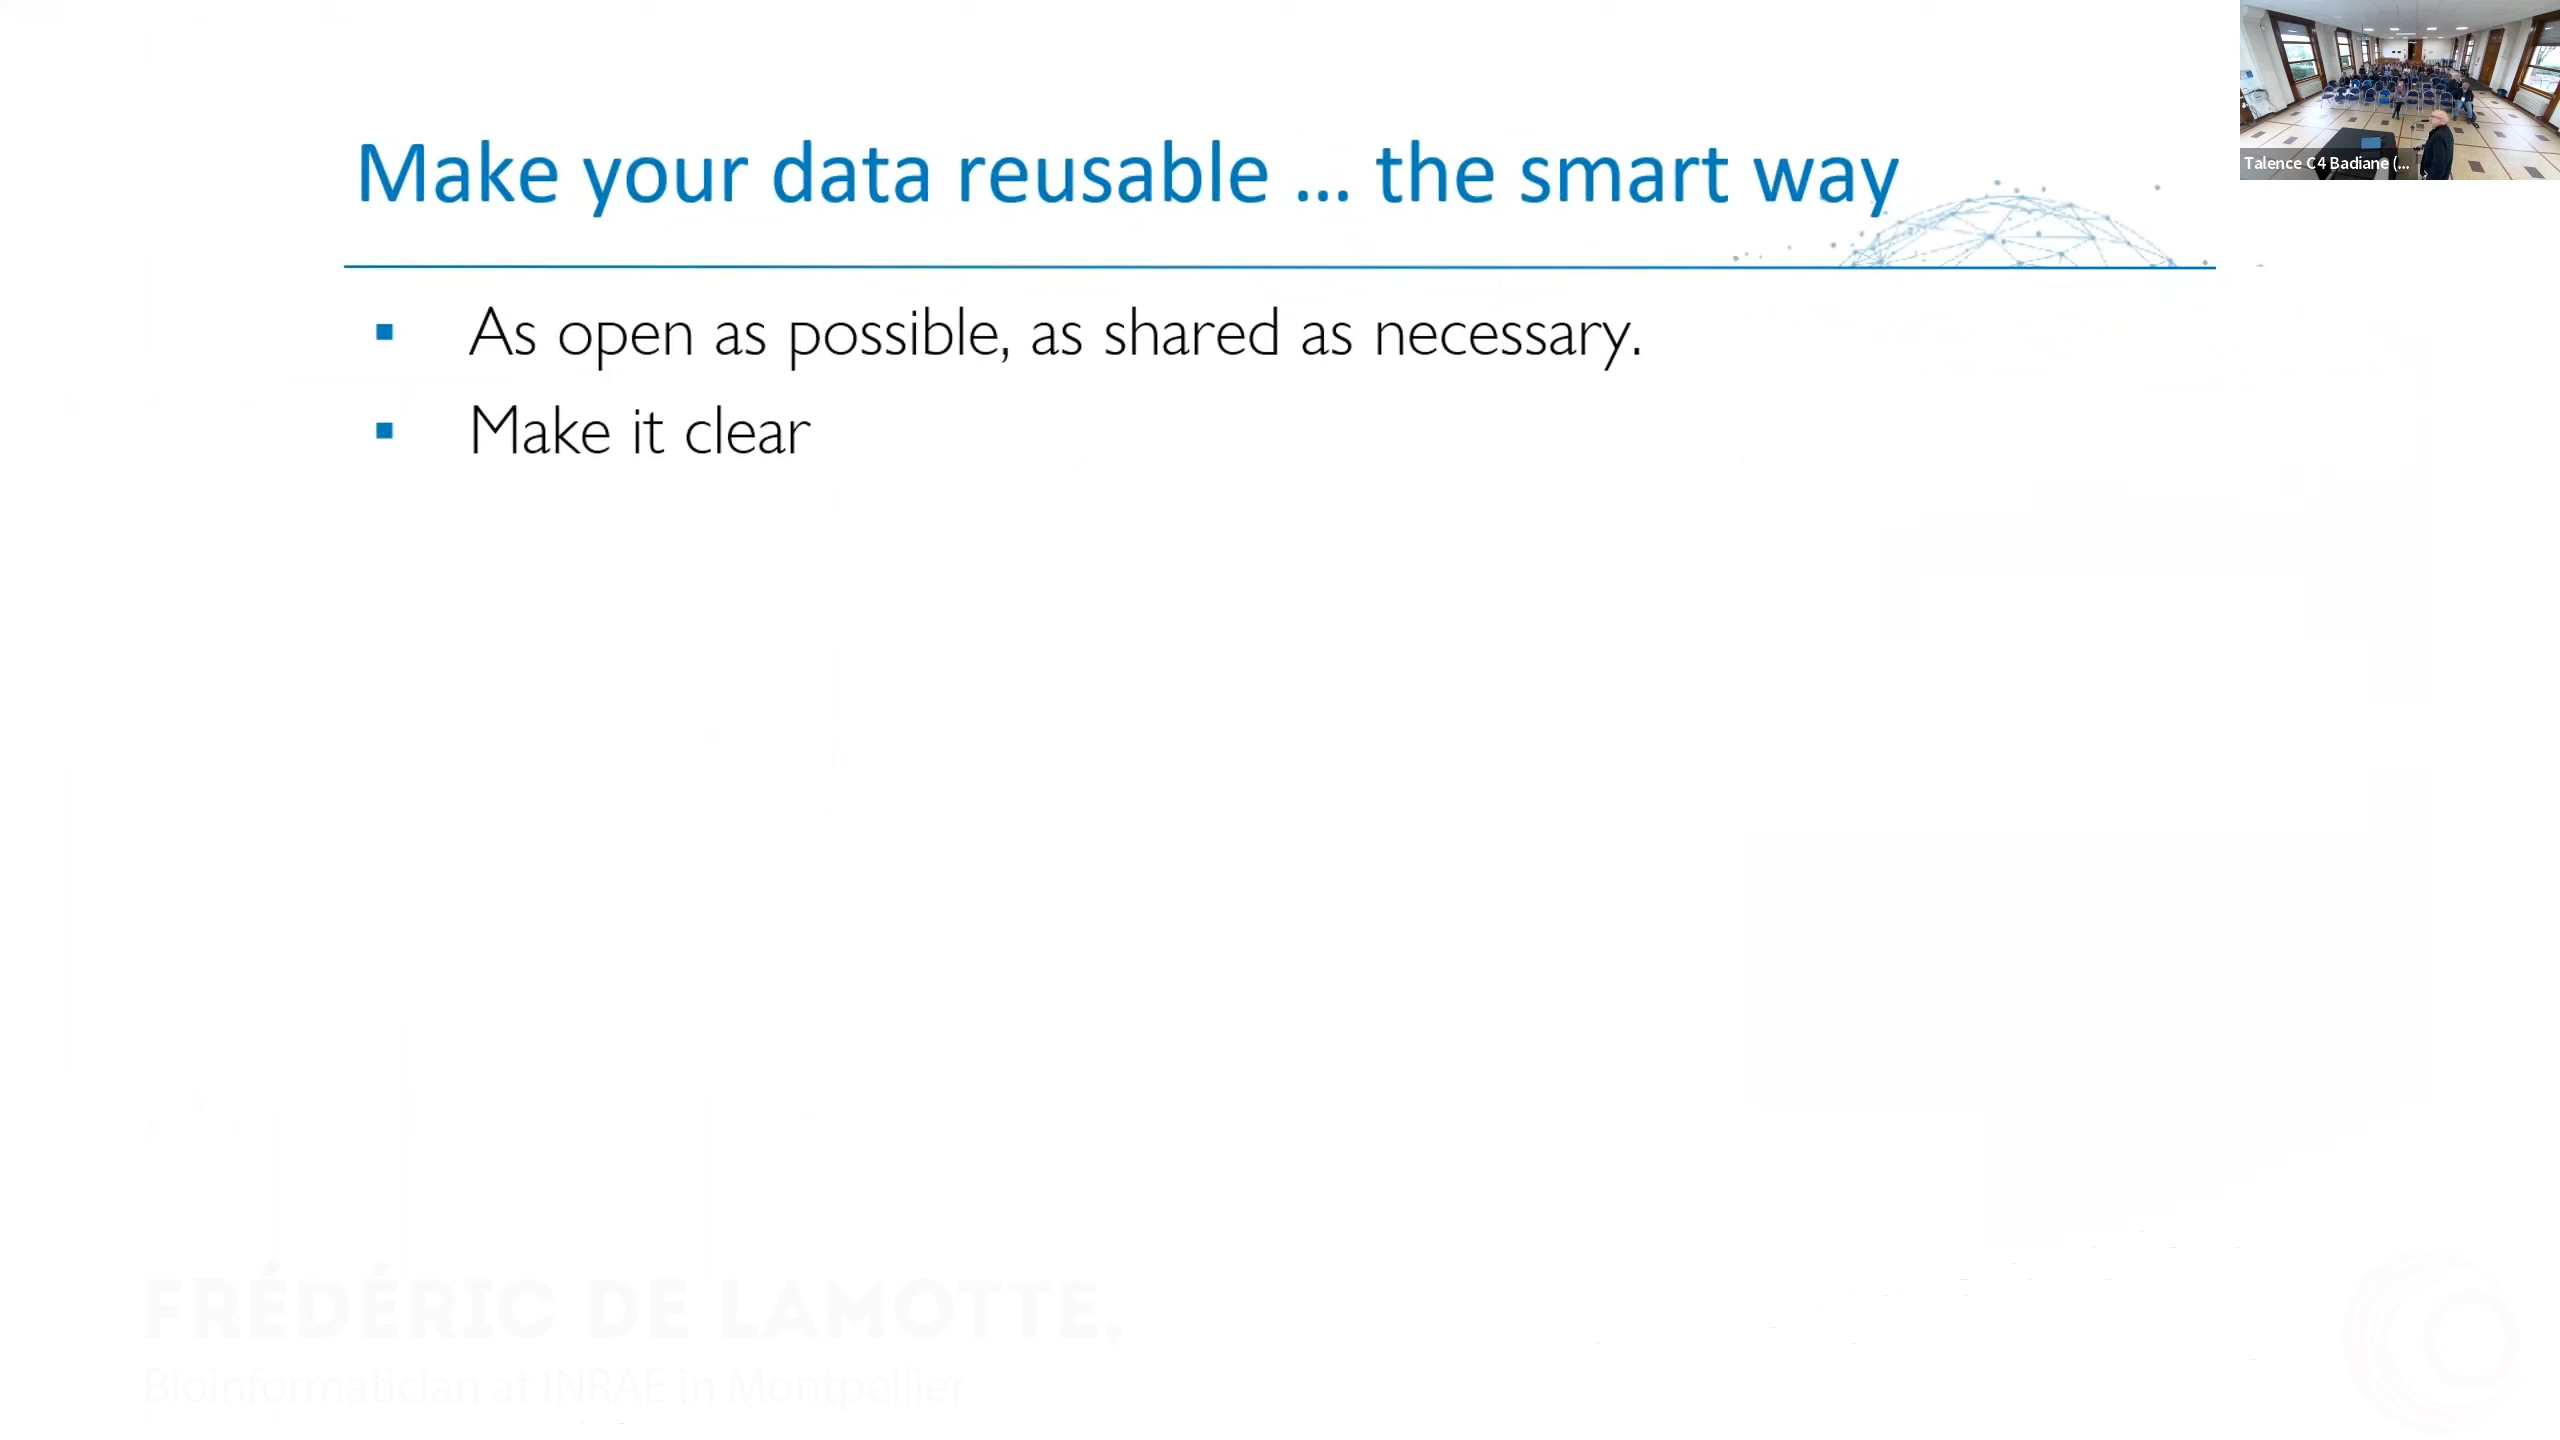 Make your data reusable ... the smart way
Talence C4 Badiane (...
As open as possible, as shared as necessary.
Make it clear
FRÉDÉRIC DE LAMOTTE,
Bioinformatician at INRAE in Montpellier